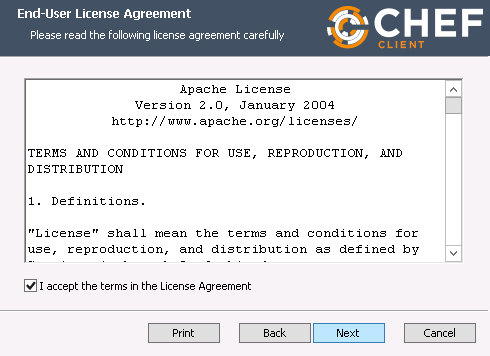 End-User License Agreement
Please read the following license agreement carefully
CHEF
CLIENT
Apache License
Version 2.0, January 2004
http://www.apache.org/licenses/
TERMS AND CONDITIONS FOR USE, REPRODUCTION, AND
DISTRIBUTION
1. Definitions.
"License" shall mean the terms and conditions for
use, reproduction, and distribution as defined by
I accept the terms in the License Agreement
Print
Back
Next
Cancel